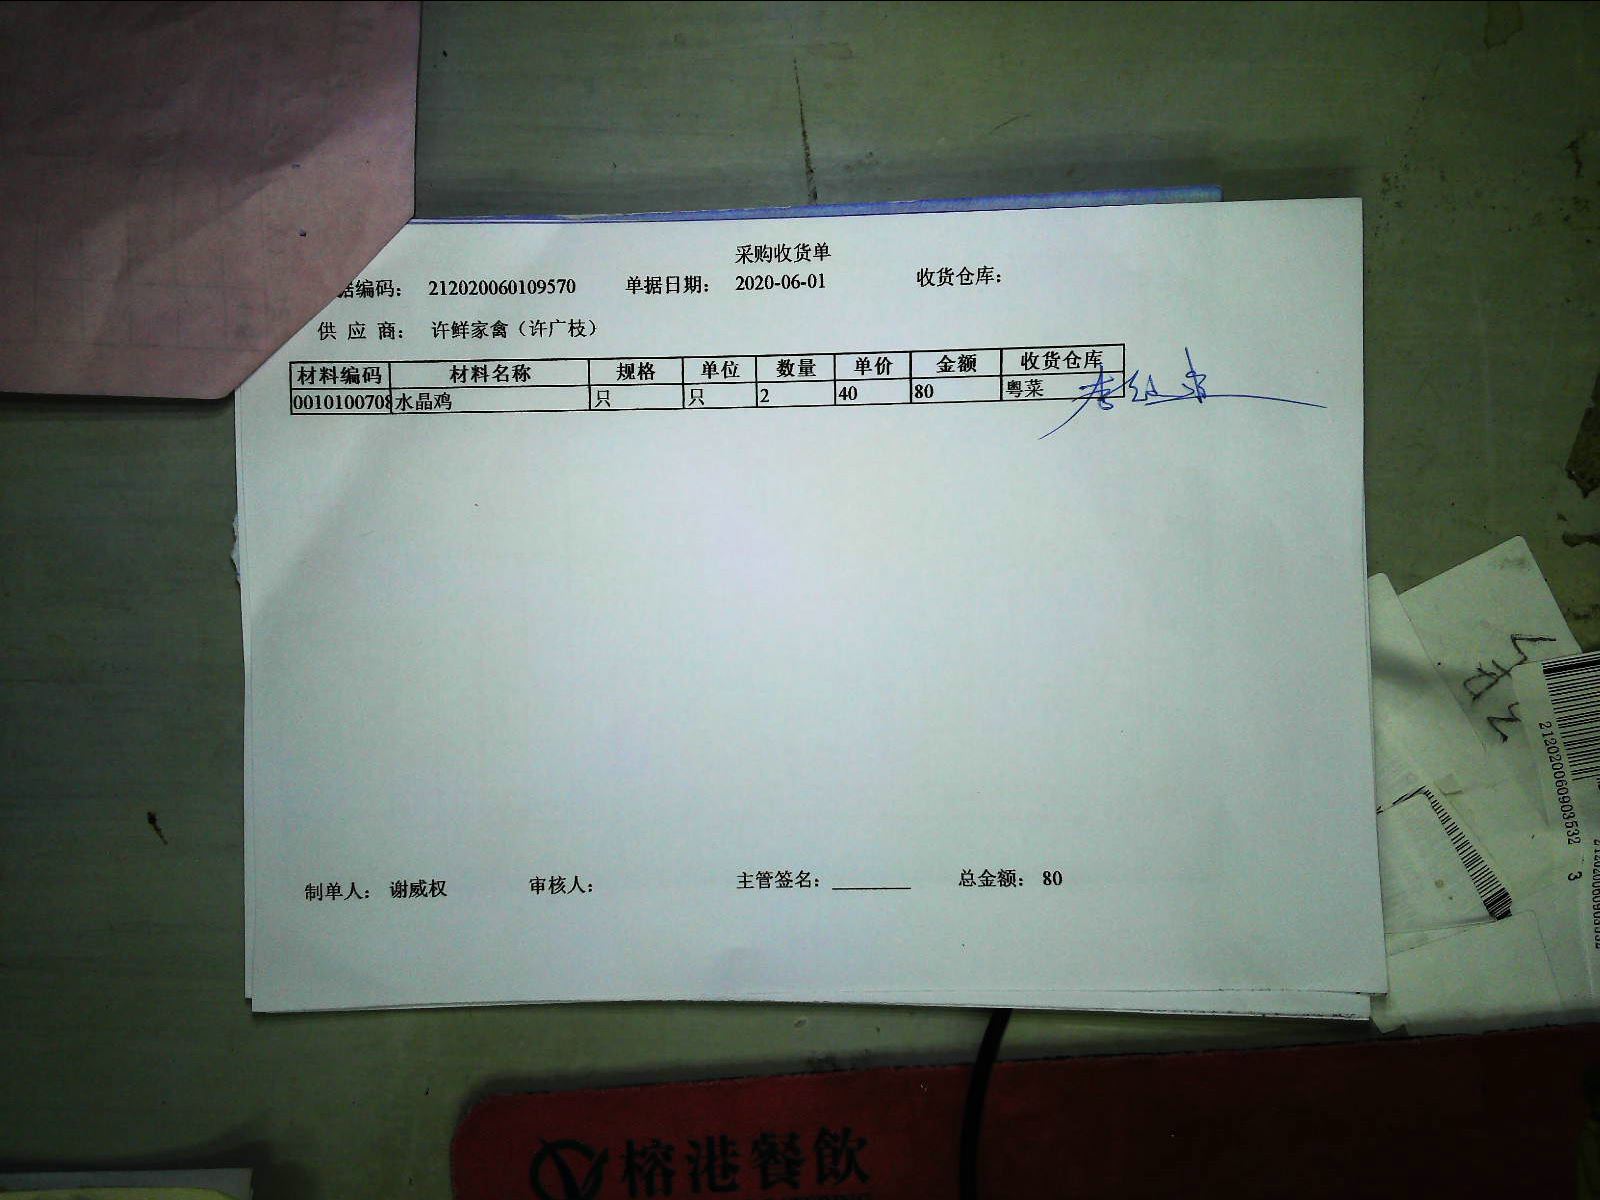 采购收货单
据编码： 212020060109570 单据日期： 2020-06-01 收货仓库：
供 应 商： 许鲜家禽（许广枝）
材料编码 材料名称 规格 单位 数量 单价 金额 收货仓库
0010100708 水晶鸡 只 只 2 40 80 粤菜
制单人： 谢威权 审核人： 主管签名：________ 总金额： 80
212020060903532 3
榕港餐飲